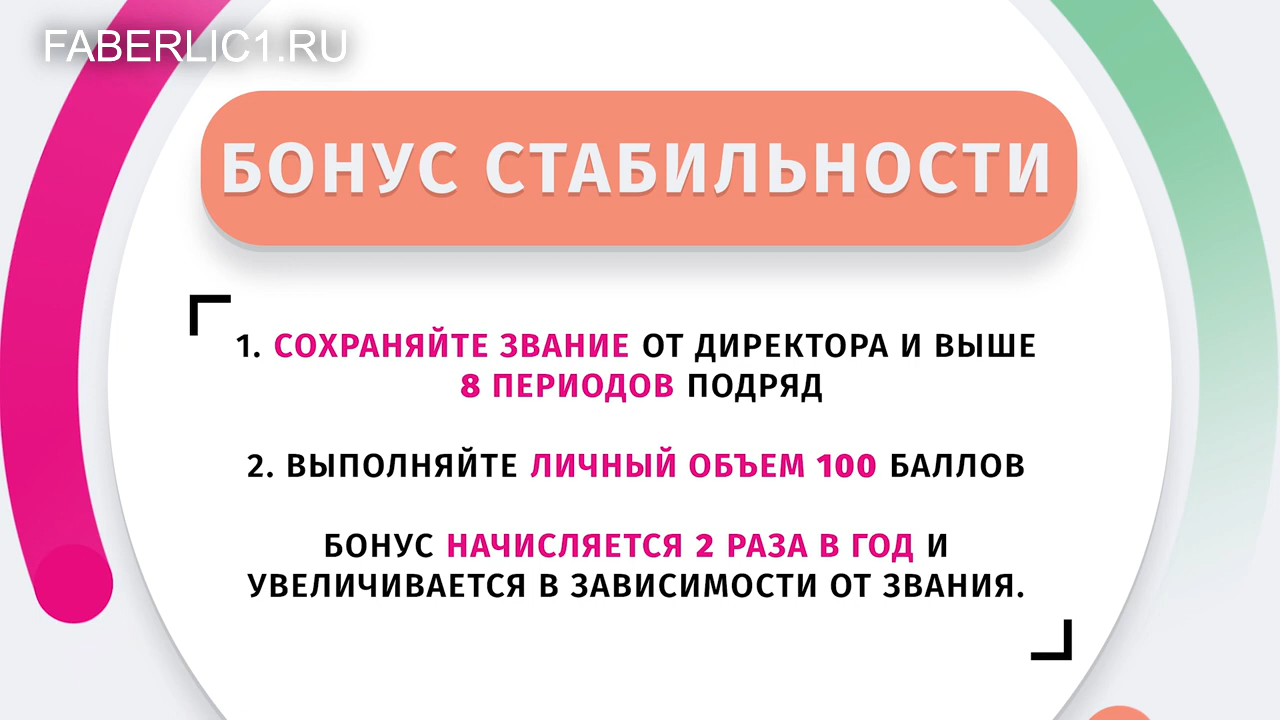 FABERLIC1.RU
БОНУС СТАБИЛЬНОСТИ
1. СОХРАНЯЙТЕ ЗВАНИЕ ОТ ДИРЕКТОРА И ВЫШЕ
8 ПЕРИОДОВ ПОДРЯД
2. ВЫПОЛНЯЙТЕ ЛИЧНЫЙ ОБЪЕМ 100 БАЛЛОВ
БОНУС НАЧИСЛЯЕТСЯ 2 РАЗА В ГОД И
УВЕЛИЧИВАЕТСЯ В ЗАВИСИМОСТИ ОТ ЗВАНИЯ.